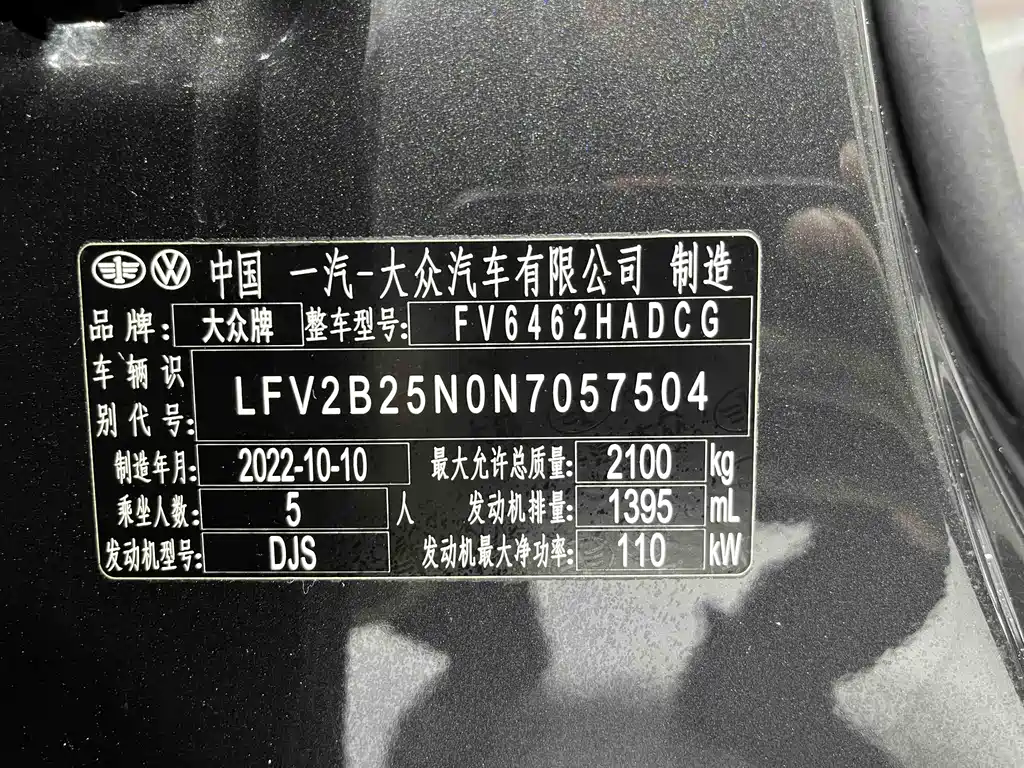 中国 一汽-大众汽车有限公司 制造
品牌: 大众牌 整车型号: FV6462HADCG
车辆识别代号: LFV2B25N0N7057504
制造年月: 2022-10-10 最大允许总质量: 2100 kg
乘坐人数: 5 人 发动机排量: 1395 mL
发动机型号: DJS 发动机最大净功率: 110 kW